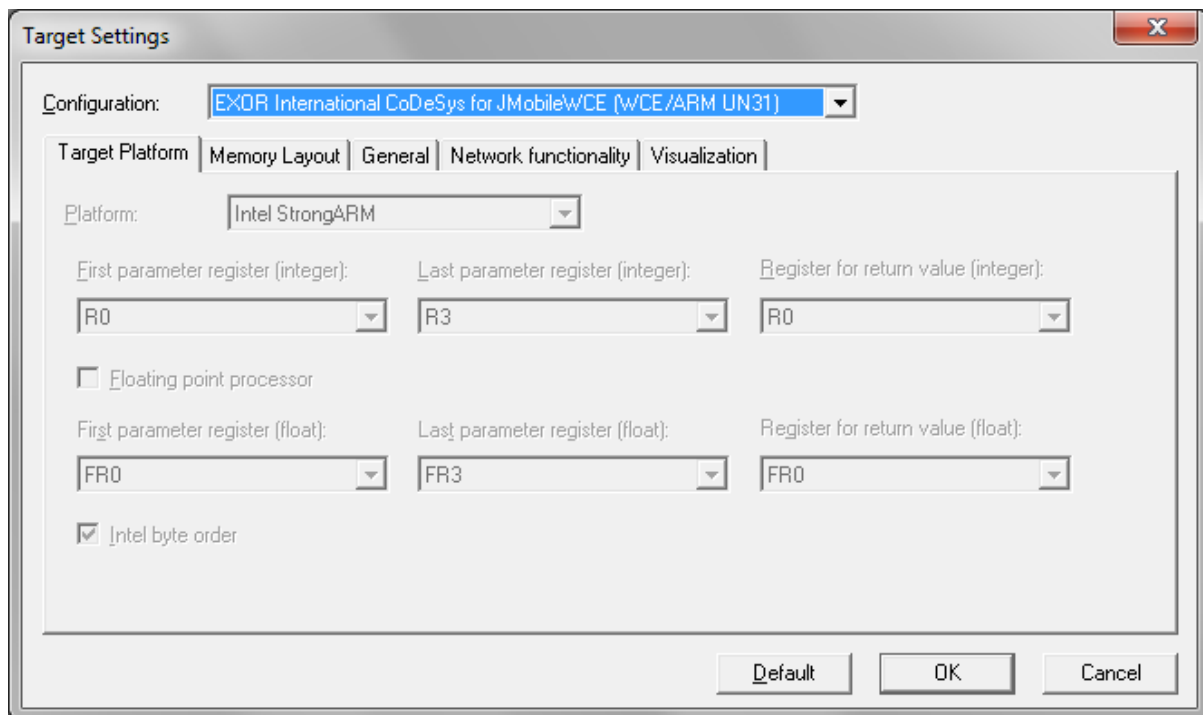 Target Settings
Configuration: EXOR International CoDeSys for JMobileWCE (WCE/ARM UN31)
Target Platform Memory Layout General Network functionality Visualization
Platform: Intel StrongARM
First parameter register (integer): Last parameter register (integer): Register for return value (integer):
R0 R3 R0
Floating point processor
First parameter register (float): Last parameter register (float): Register for return value (float):
FR0 FR3 FR0
Intel byte order
Default OK Cancel